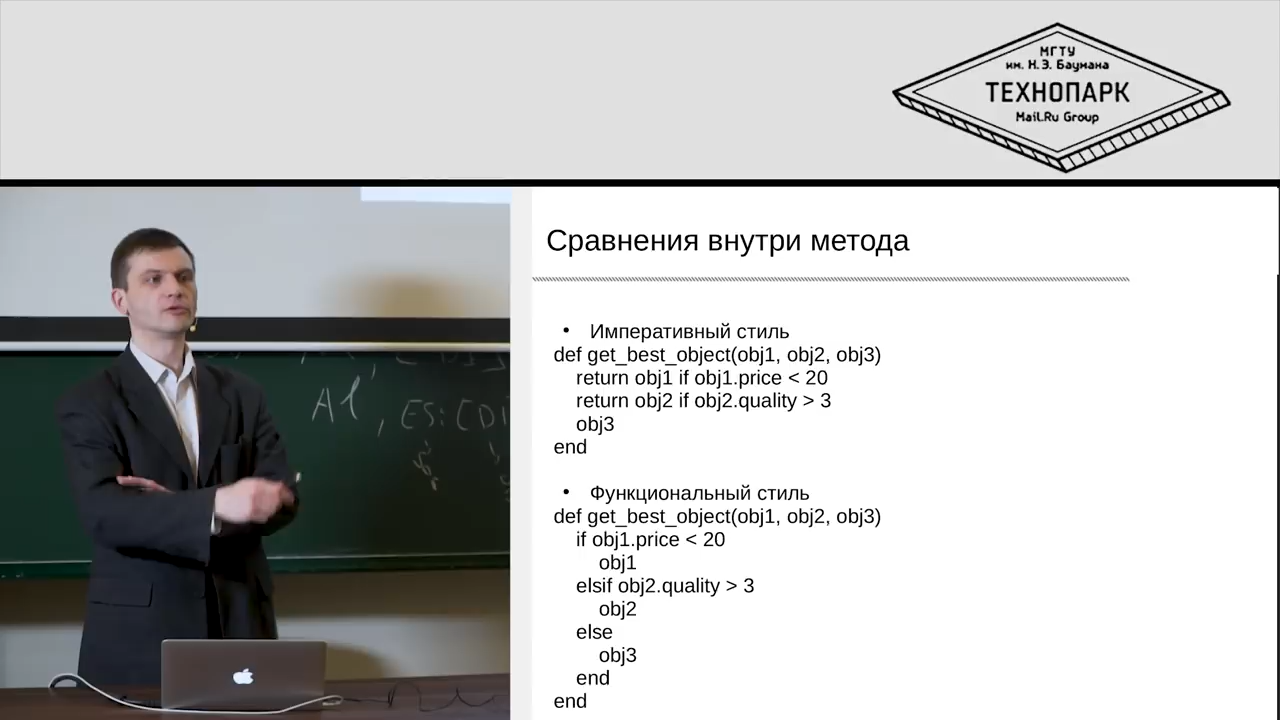 МГТУ
им. Н.Э. Баумана
ТЕХНОПАРК
Mail.Ru Group
Сравнения внутри метода
• Императивный стиль
def get_best_object(obj1, obj2, obj3)
return obj1 if obj1.price < 20
return obj2 if obj2.quality > 3
obj3
end
• Функциональный стиль
def get_best_object(obj1, obj2, obj3)
if obj1.price < 20
obj1
elsif obj2.quality > 3
obj2
else
obj3
end
end